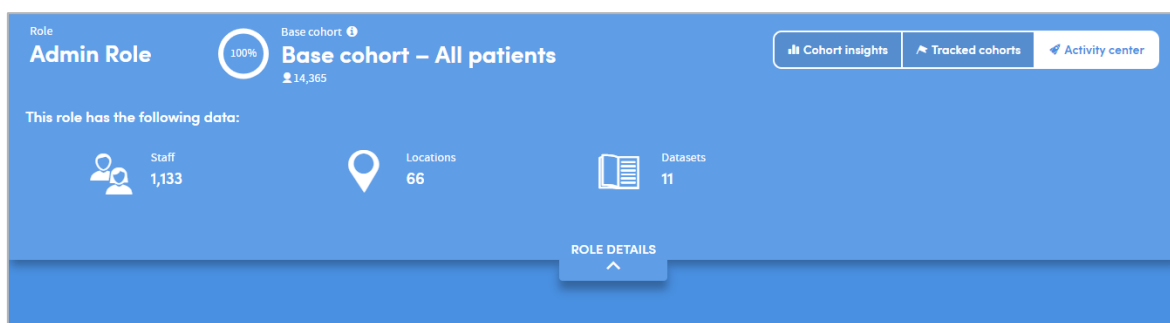 Role
Admin Role
100%
Base cohort
Base cohort – All patients
14,365
Cohort insights
Tracked cohorts
Activity center
This role has the following data:
Staff
1,133
Locations
66
Datasets
11
ROLE DETAILS